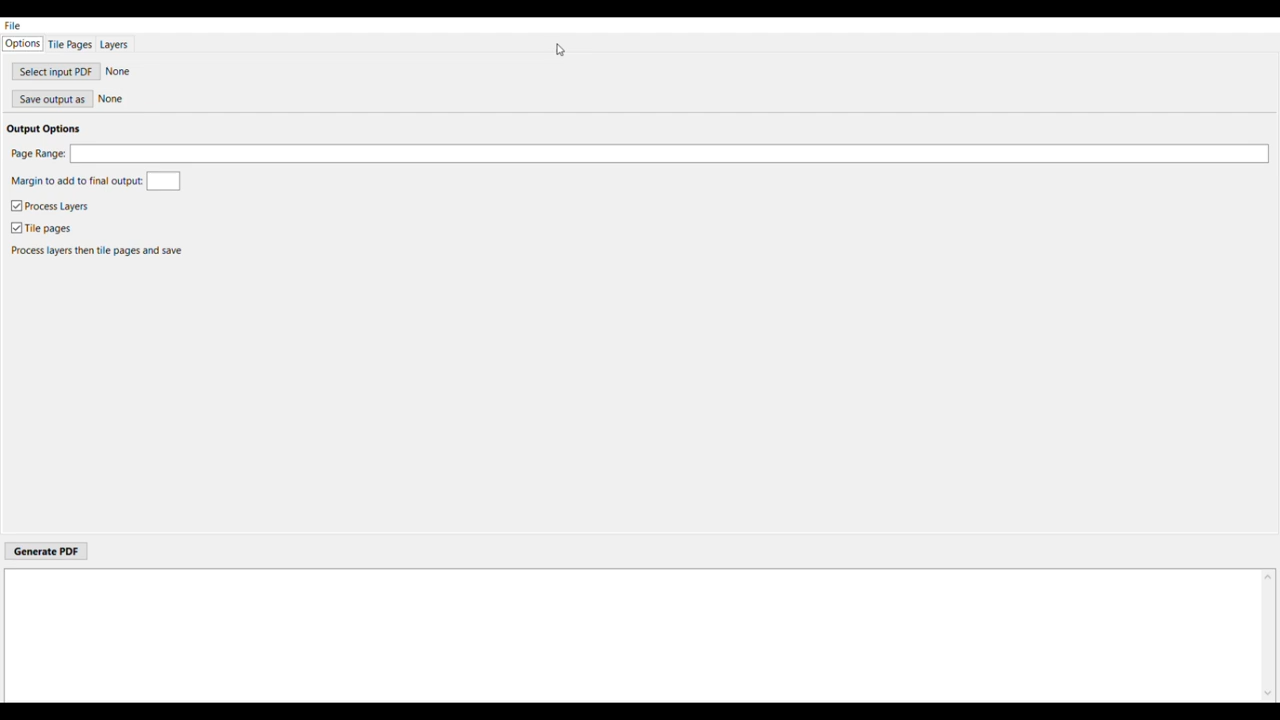 File
Options Tile Pages Layers
Select input PDF None
Save output as None
Output Options
Page Range:
Margin to add to final output:
Process Layers
Tile pages
Process layers then tile pages and save
Generate PDF